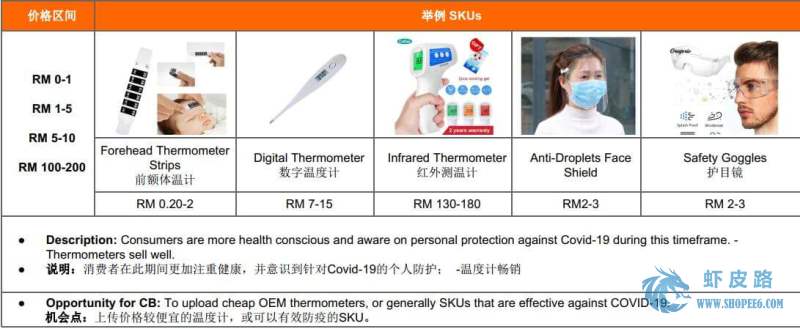 价格区间
举例 SKUs
RM 0-1
RM 1-5
RM 5-10
RM 100-200
2 years warranty
Splash Proof
Forehead Thermometer
Strips
前额体温计
Digital Thermometer
数字温度计
Infrared Thermometer
红外测温计
Anti-Droplets Face
Shield
Safety Goggles
护目镜
RM 0.20-2
RM 7-15
RM 130-180
RM2-3
RM 2-3
● Description: Consumers are more health conscious and aware on personal protection against Covid-19 during this timeframe. -
Thermometers sell well.
● 说明：消费者在此期间更加注重健康，并意识到针对Covid-19的个人防护； -温度计畅销
● Opportunity for CB: To upload cheap OEM thermometers, or generally SKUs that are effective against COVID-19.
机会点：上传价格较便宜的温度计，或可以有效防疫的SKU。
虾皮路
WWW.SHOPEE6.COM